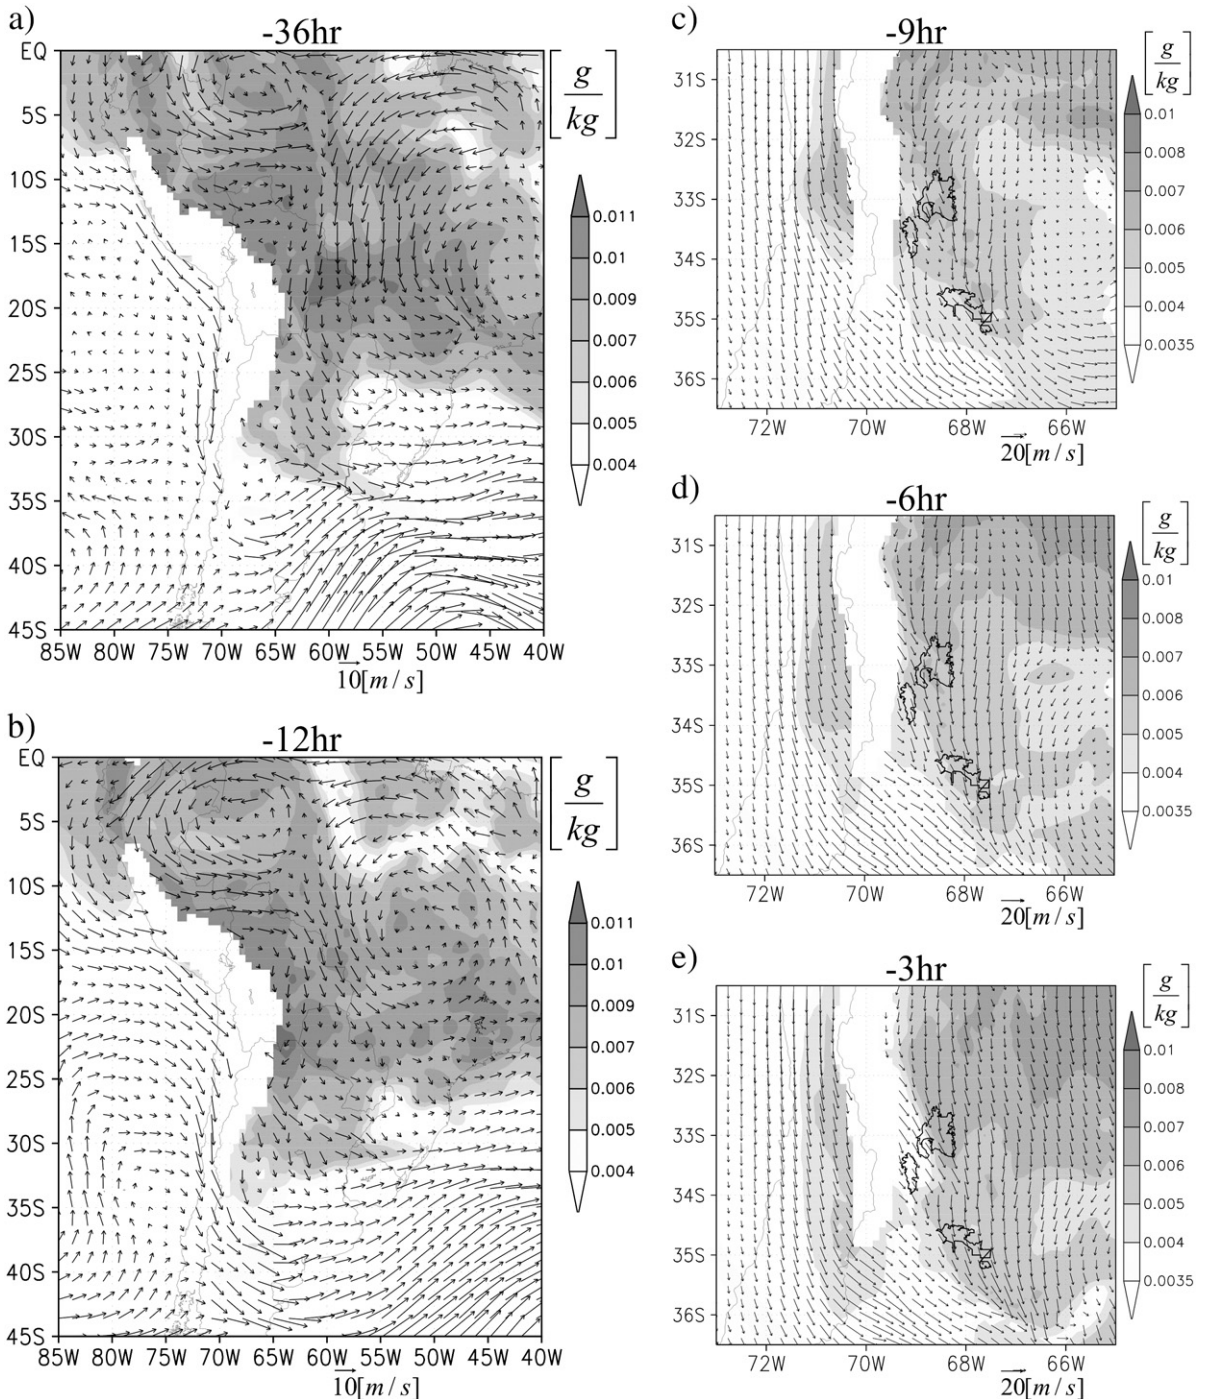 a)
-36hr
EQ
5S
10S
15S
20S
25S
30S
35S
40S
45S
85W 80W 75W 70W 65W 60W 55W 50W 45W 40W
10[m/s]
[g/kg]
0.011
0.01
0.009
0.007
0.006
0.005
0.004
b)
-12hr
EQ
5S
10S
15S
20S
25S
30S
35S
40S
45S
85W 80W 75W 70W 65W 60W 55W 50W 45W 40W
10[m/s]
[g/kg]
0.011
0.01
0.009
0.007
0.006
0.005
0.004
c)
-9hr
31S
32S
33S
34S
35S
36S
72W 70W 68W 66W
20[m/s]
[g/kg]
0.01
0.008
0.007
0.006
0.005
0.004
0.0035
d)
-6hr
31S
32S
33S
34S
35S
36S
72W 70W 68W 66W
20[m/s]
[g/kg]
0.01
0.008
0.007
0.006
0.005
0.004
0.0035
e)
-3hr
31S
32S
33S
34S
35S
36S
72W 70W 68W 66W
20[m/s]
[g/kg]
0.01
0.008
0.007
0.006
0.005
0.004
0.0035